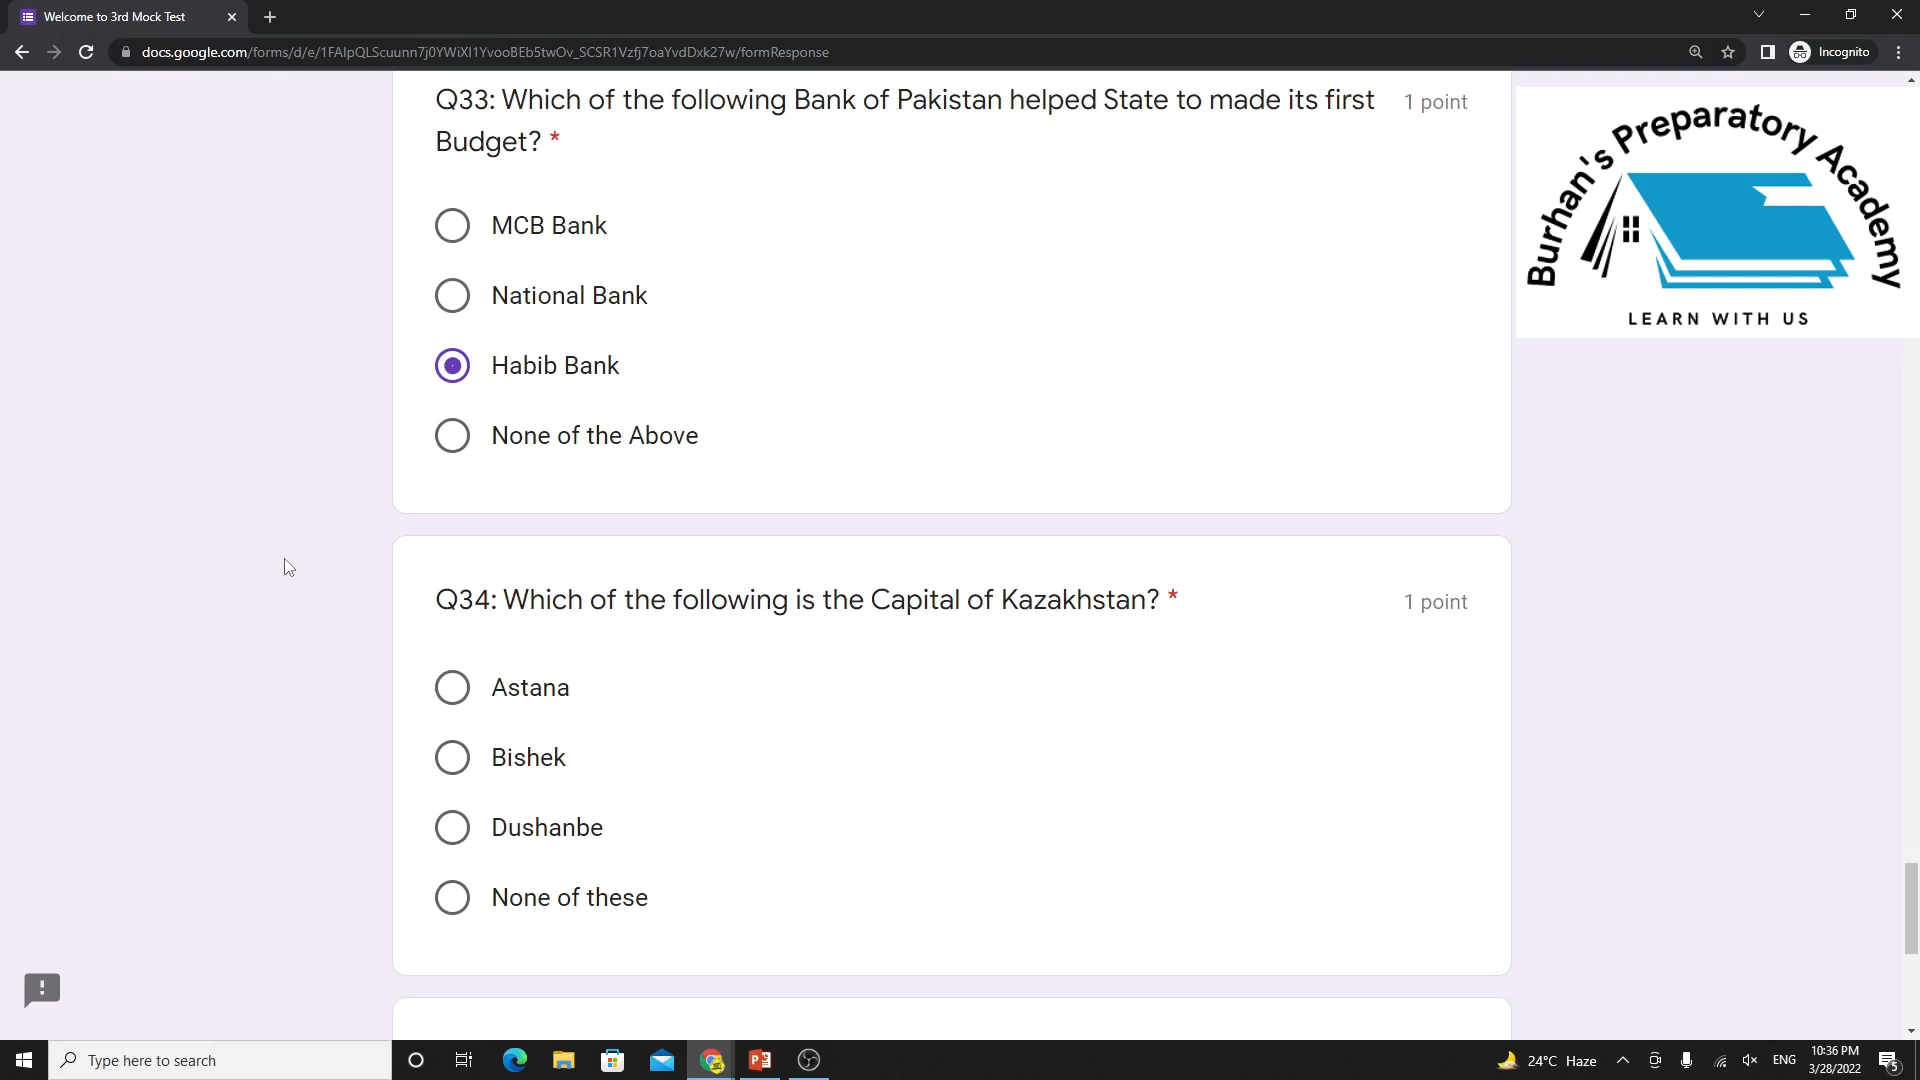 Welcome to 3rd Mock Test
docs.google.com/forms/d/e/1FAIpQLScuunn7j0YWiXI1YvooBEb5twOv_SCSR1Vzfj7oaYvdDxk27w/formResponse
Incognito
Q33: Which of the following Bank of Pakistan helped State to made its first
Budget? *
1 point
MCB Bank
National Bank
Habib Bank
None of the Above
Q34: Which of the following is the Capital of Kazakhstan? *
1 point
Astana
Bishek
Dushanbe
None of these
Burhan's Preparatory Academy
LEARN WITH US
Type here to search
24°C Haze
ENG
10:36 PM
3/28/2022
5